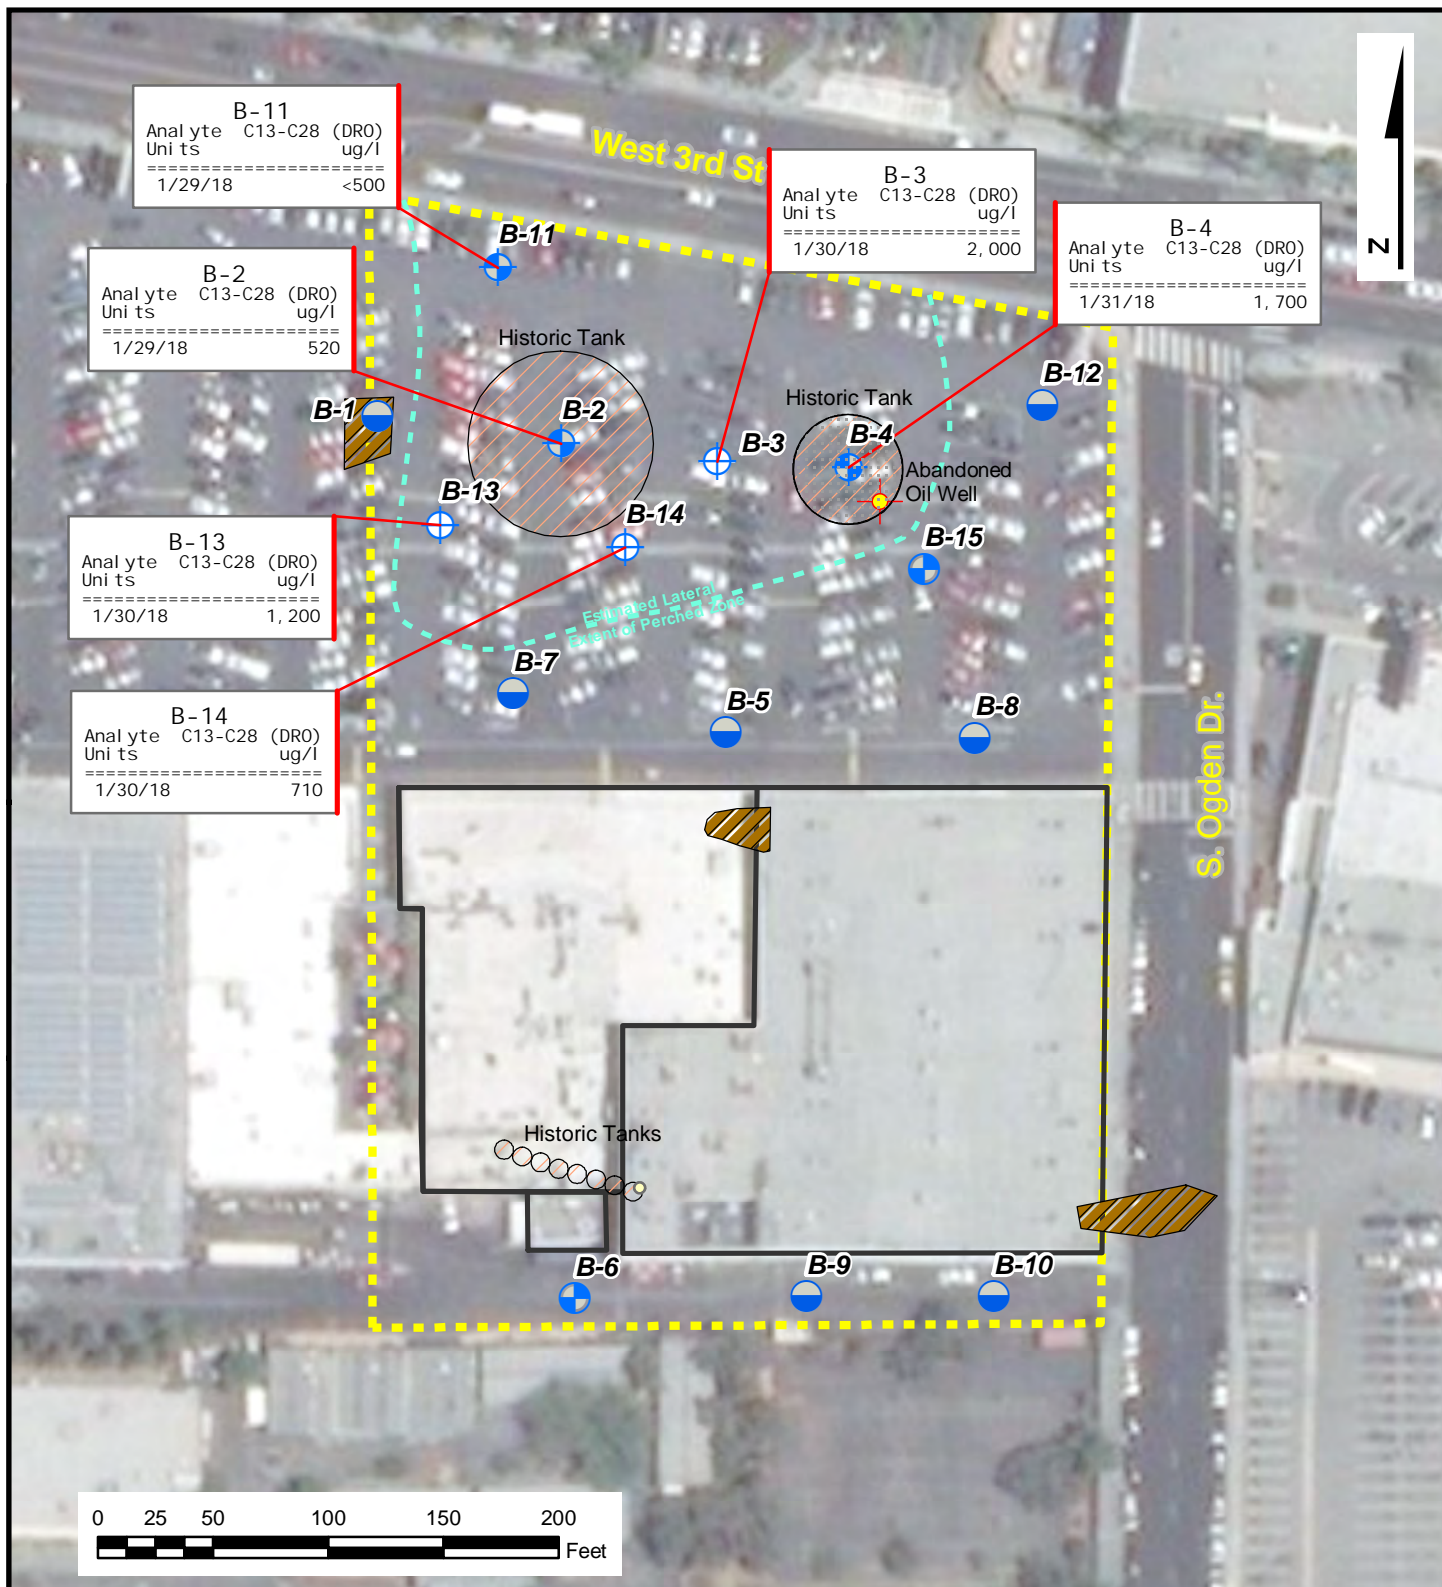 West 3rd St
B-11
Analyte C13-C28 (DRO)
Units ug/l
=======================
1/29/18 <500
B-3
Analyte C13-C28 (DRO)
Units ug/l
=======================
1/30/18 2,000
B-4
Analyte C13-C28 (DRO)
Units ug/l
=======================
1/31/18 1,700
B-2
Analyte C13-C28 (DRO)
Units ug/l
=======================
1/29/18 520
B-13
Analyte C13-C28 (DRO)
Units ug/l
=======================
1/30/18 1,200
B-14
Analyte C13-C28 (DRO)
Units ug/l
=======================
1/30/18 710
N
B-11
Historic Tank
B-12
Historic Tank
B-1
B-2
B-3
B-4
Abandoned
Oil Well
B-13
B-14
B-15
Estimated Lateral
Extent of Perched Zone
B-7
B-5
B-8
S. Ogden Dr.
Historic Tanks
B-6
B-9
B-10
0 25 50 100 150 200
Feet